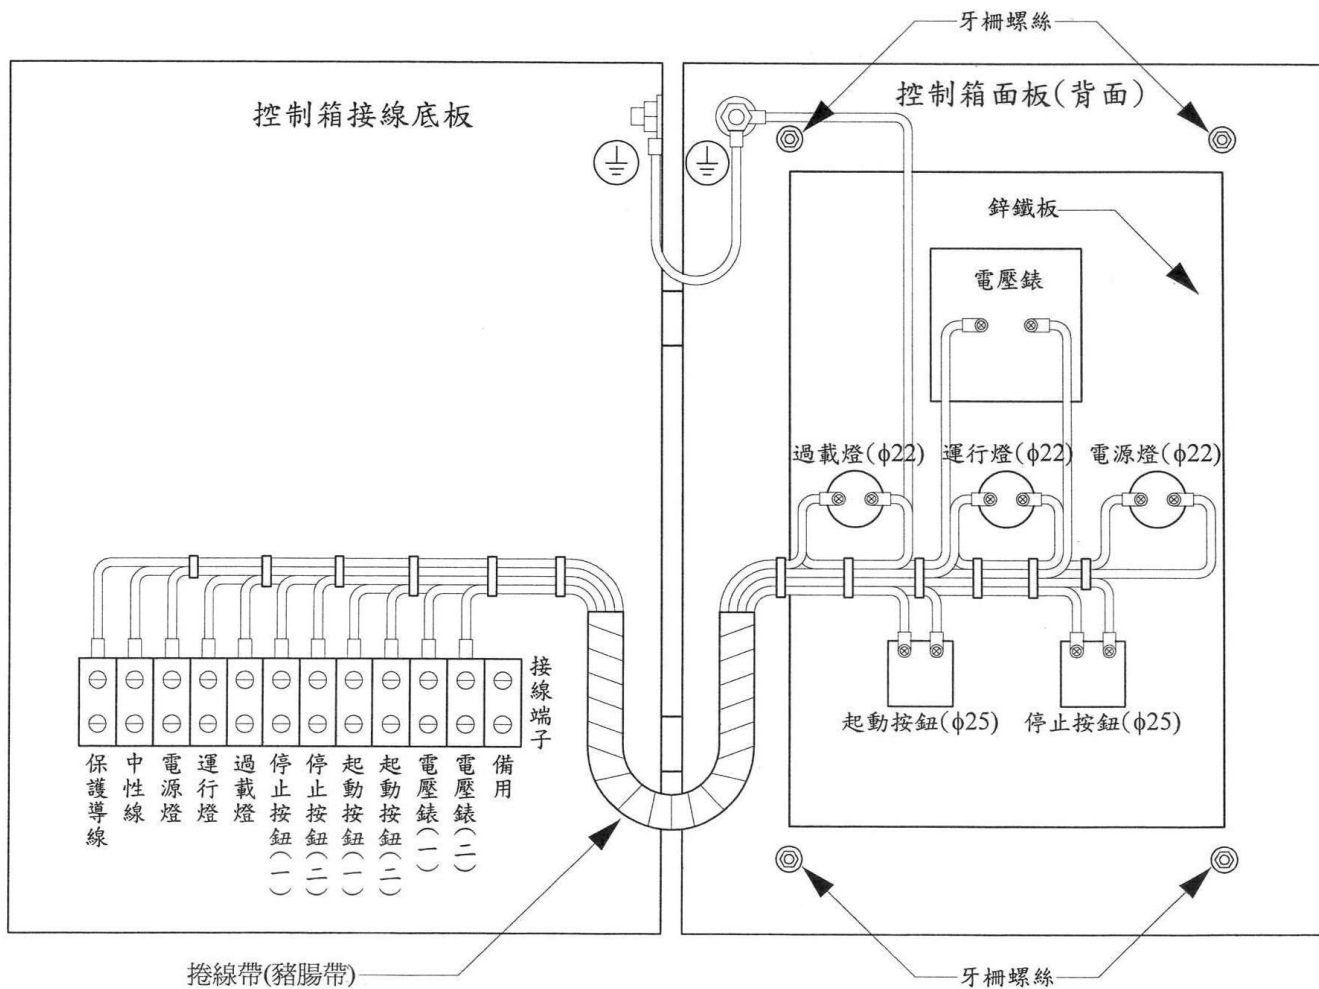 牙柵螺絲
控制箱接線底板
控制箱面板(背面)
鋅鐵板
電壓錶
過載燈(ϕ22)
運行燈(ϕ22)
電源燈(ϕ22)
起動按鈕(ϕ25)
停止按鈕(ϕ25)
接線端子
保護導線
中性線
電源燈
運行燈
過載燈
停止按鈕(一)
停止按鈕(二)
起動按鈕(一)
起動按鈕(二)
電壓錶(一)
電壓錶(二)
備用
捲線帶(豬腸帶)
牙柵螺絲